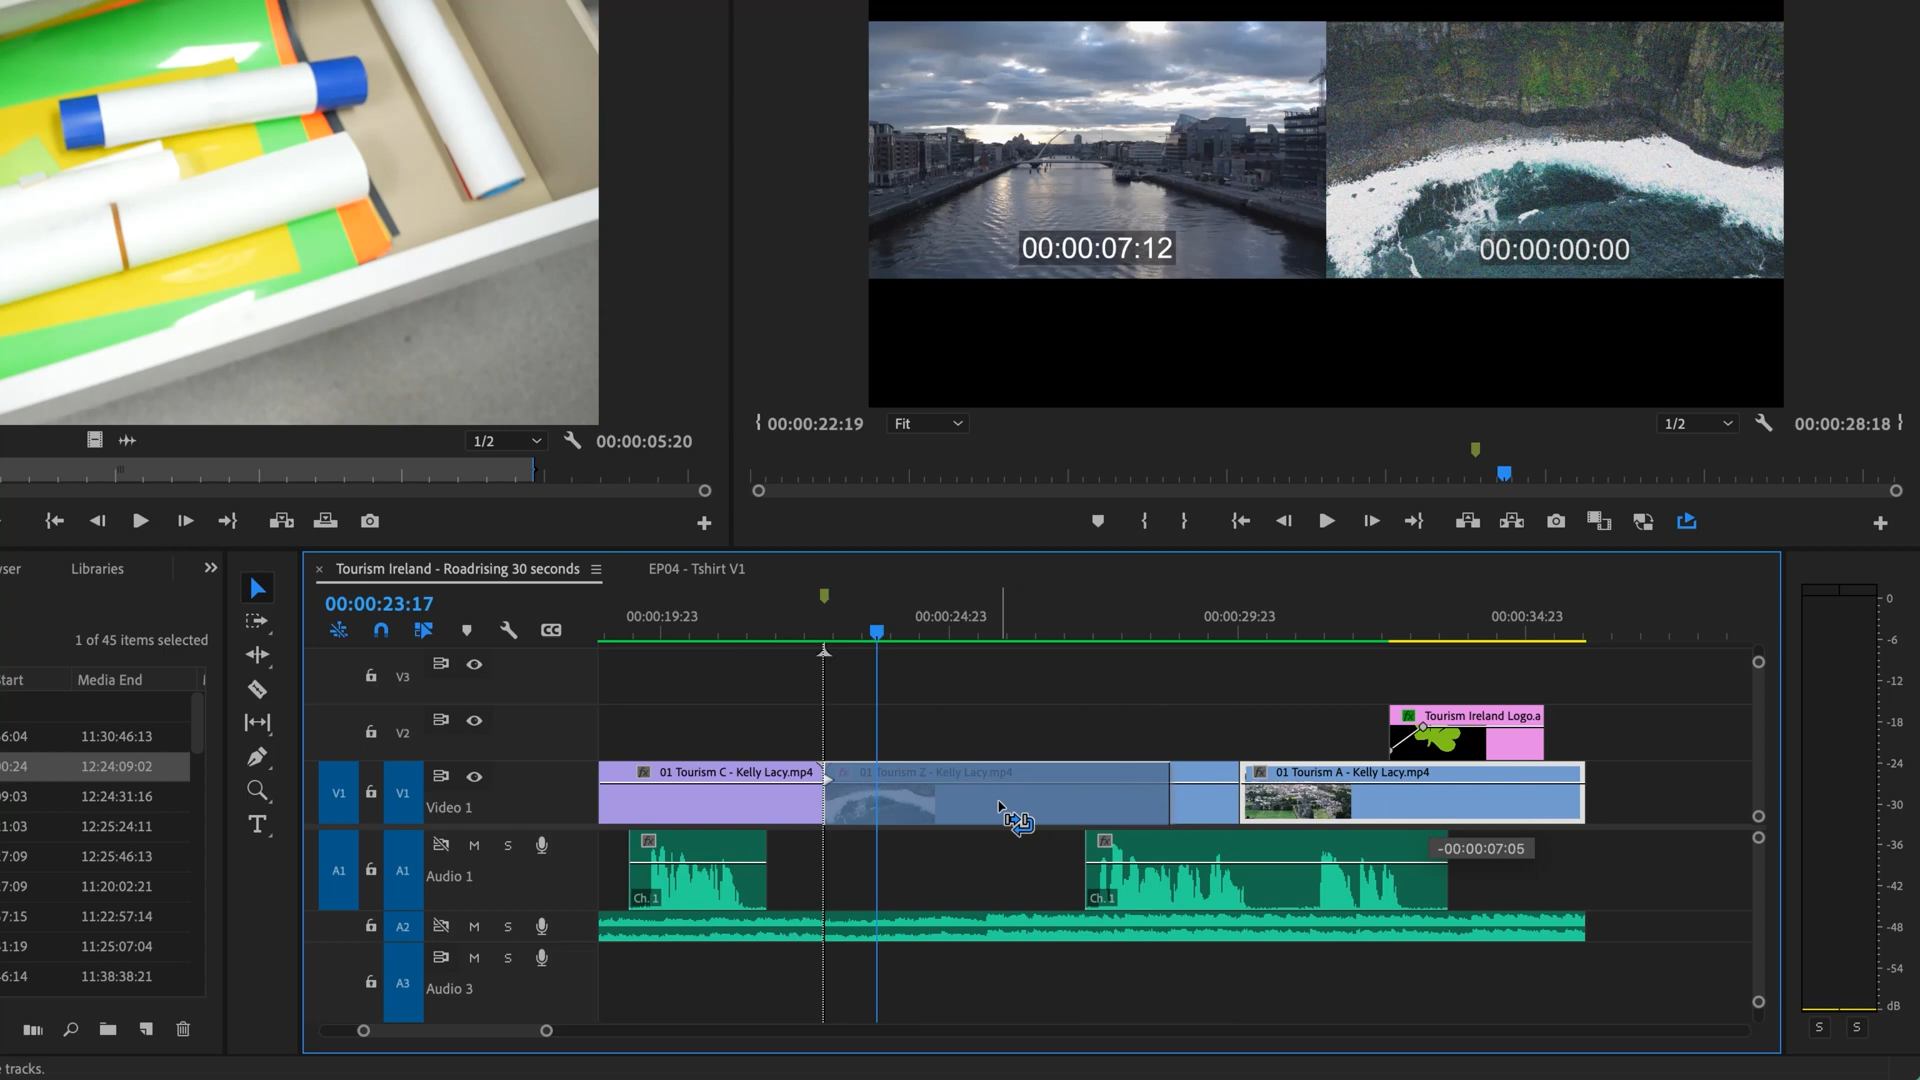 00:00:07:12
00:00:00:00
1/2
00:00:05:20
00:00:22:19
Fit
1/2
00:00:28:18
ser
Libraries
1 of 45 items selected
tart
Media End
6:04
11:30:46:13
0:24
12:24:09:02
9:03
12:24:31:16
1:03
12:25:24:11
7:09
12:25:46:13
7:09
11:20:02:21
7:15
11:22:57:14
1:19
11:25:07:04
6:14
11:38:38:21
tracks.
× Tourism Ireland - Roadrising 30 seconds
EP04 - Tshirt V1
00:00:23:17
CC
00:00:19:23
00:00:24:23
00:00:29:23
00:00:34:23
V3
V2
fx Tourism Ireland Logo.a
V1
V1
Video 1
fx 01 Tourism C - Kelly Lacy.mp4
fx 01 Tourism Z - Kelly Lacy.mp4
fx 01 Tourism A - Kelly Lacy.mp4
A1
A1
M
S
Audio 1
fx
Ch. 1
fx
Ch. 1
-00:00:07:05
A2
M
S
A3
M
S
Audio 3
0
-6
-12
-18
-24
-30
-36
-42
-48
-54
dB
S
S